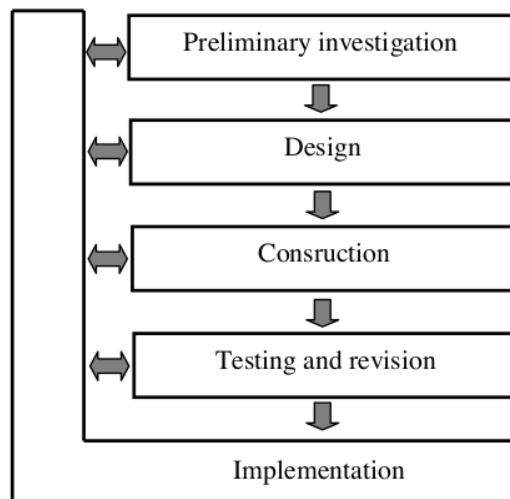 Preliminary investigation
Design
Consruction
Testing and revision
Implementation